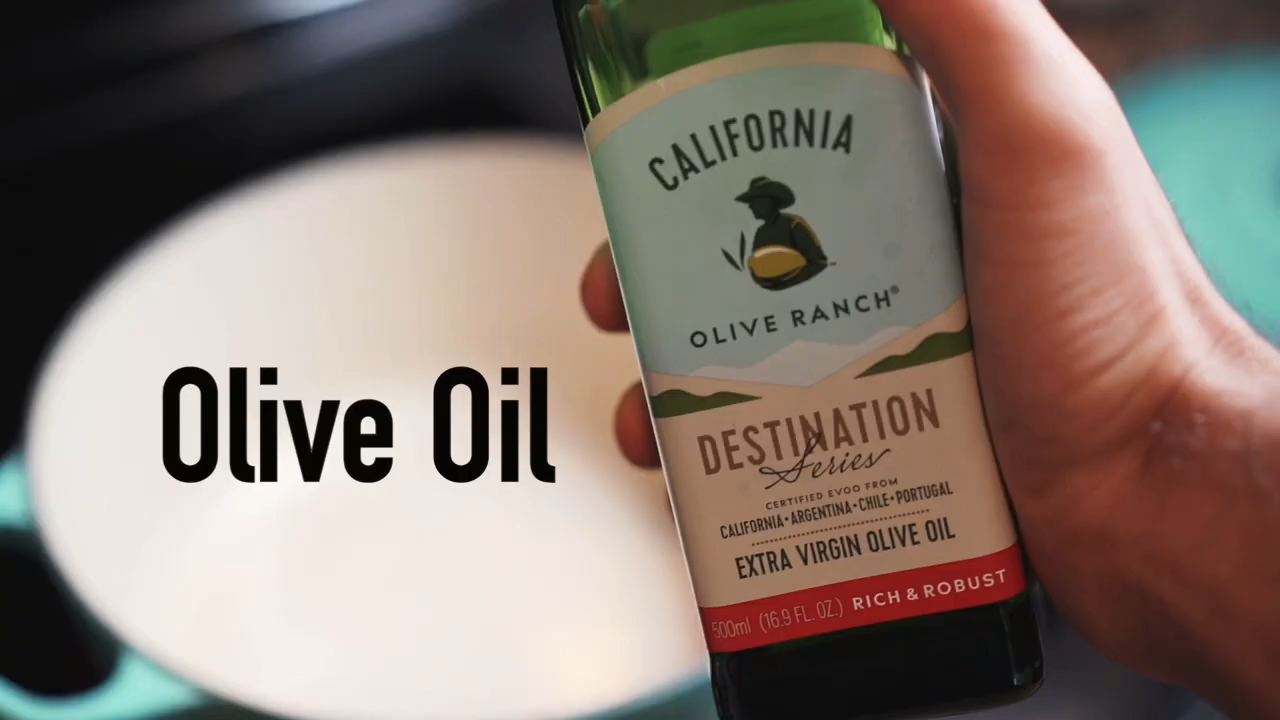 Olive Oil
CALIFORNIA
OLIVE RANCH®
DESTINATION
Series
CERTIFIED EVOO FROM
CALIFORNIA•ARGENTINA•CHILE•PORTUGAL
EXTRA VIRGIN OLIVE OIL
500ml (16.9 FL. OZ.) RICH & ROBUST